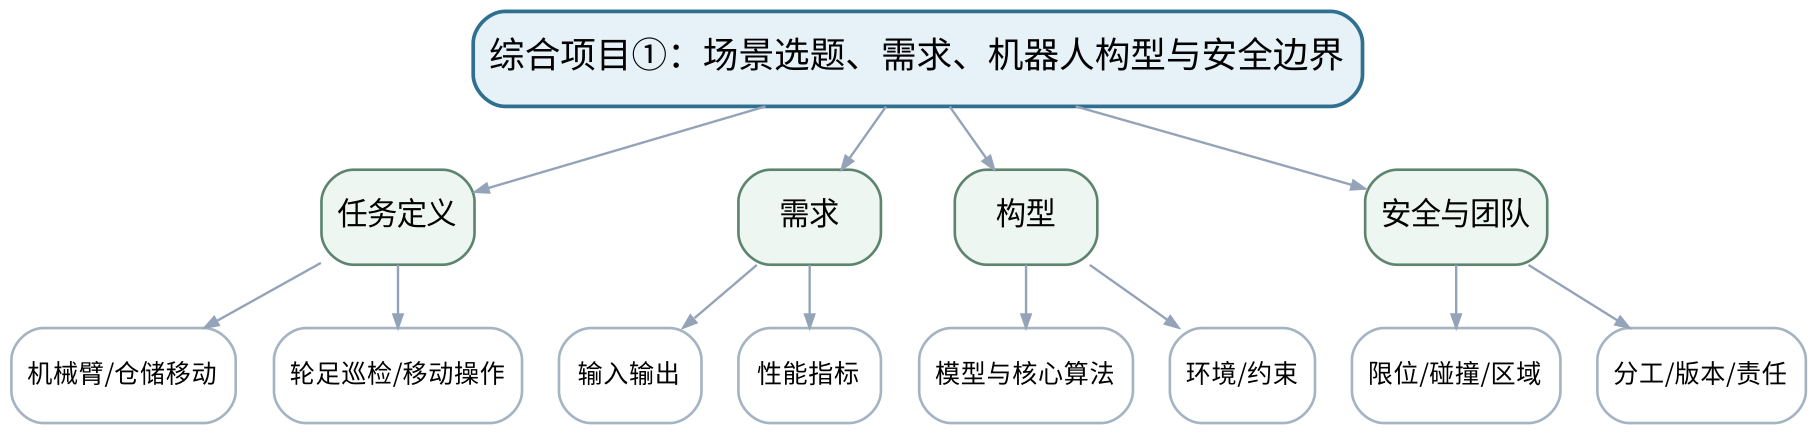 综合项目①：场景选题、需求、机器人构型与安全边界
任务定义
需求
构型
安全与团队
机械臂/仓储移动
轮足巡检/移动操作
输入输出
性能指标
模型与核心算法
环境/约束
限位/碰撞/区域
分工/版本/责任